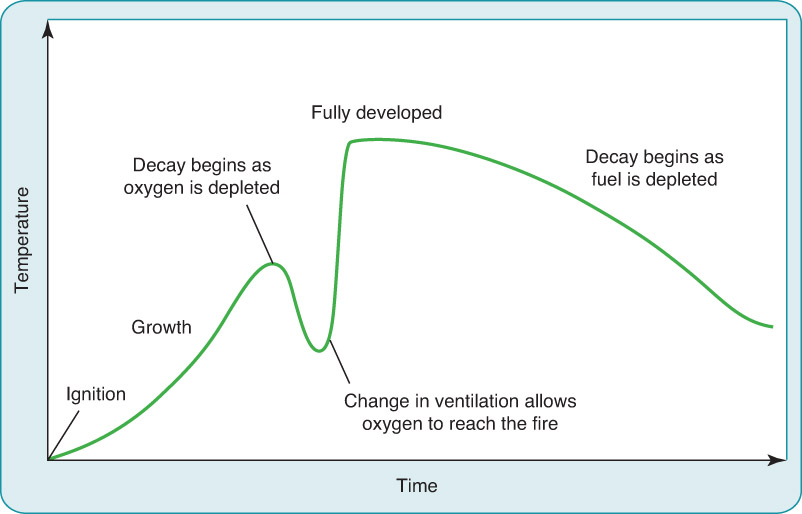 Fully developed
Decay begins as
oxygen is depleted
Decay begins as
fuel is depleted
Temperature
Growth
Ignition
Change in ventilation allows
oxygen to reach the fire
Time